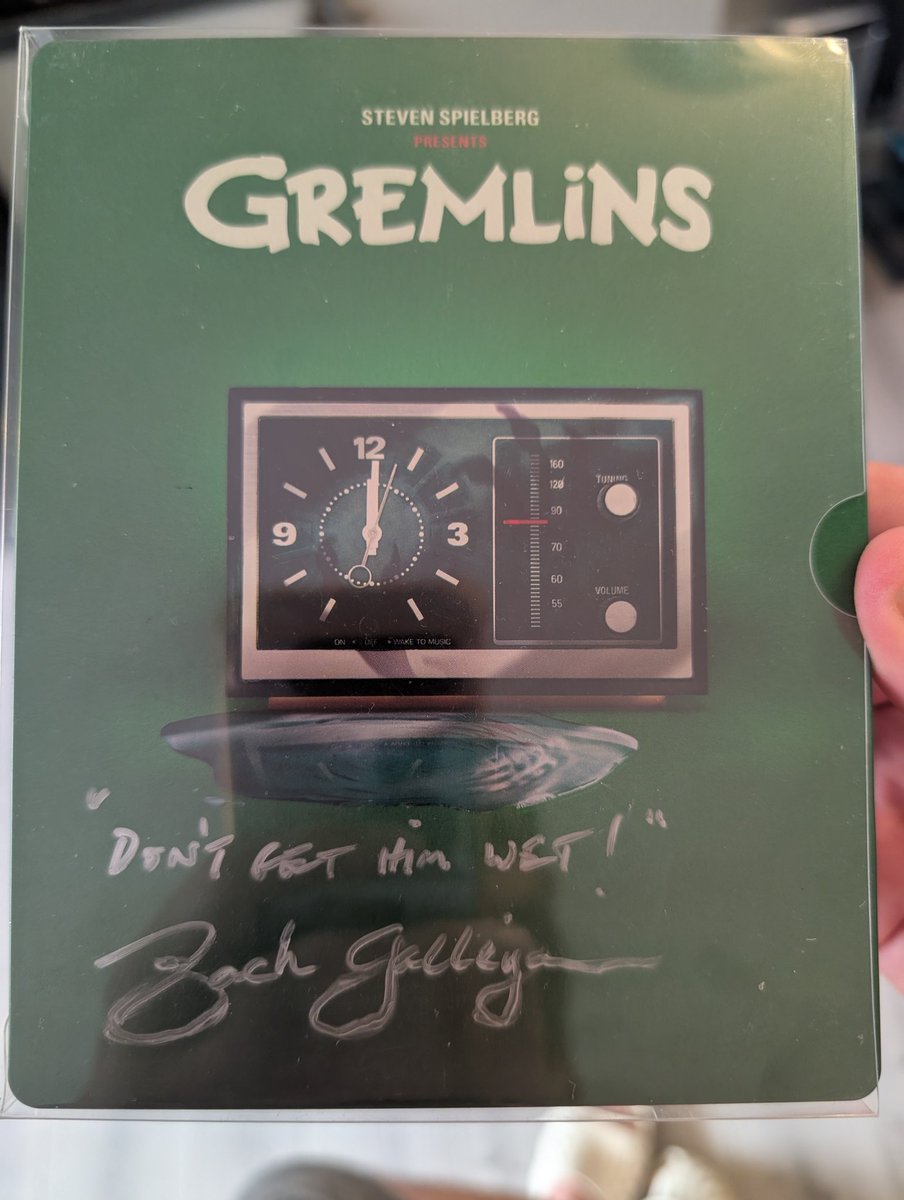 STEVEN SPIELBERG
PRESENTS
GREMLiNS
12
9
3
160
120
90
70
60
55
TUNING
VOLUME
ON • OFF • WAKE TO MUSIC
"DON'T GET HIM WET!"
Zach Galligan